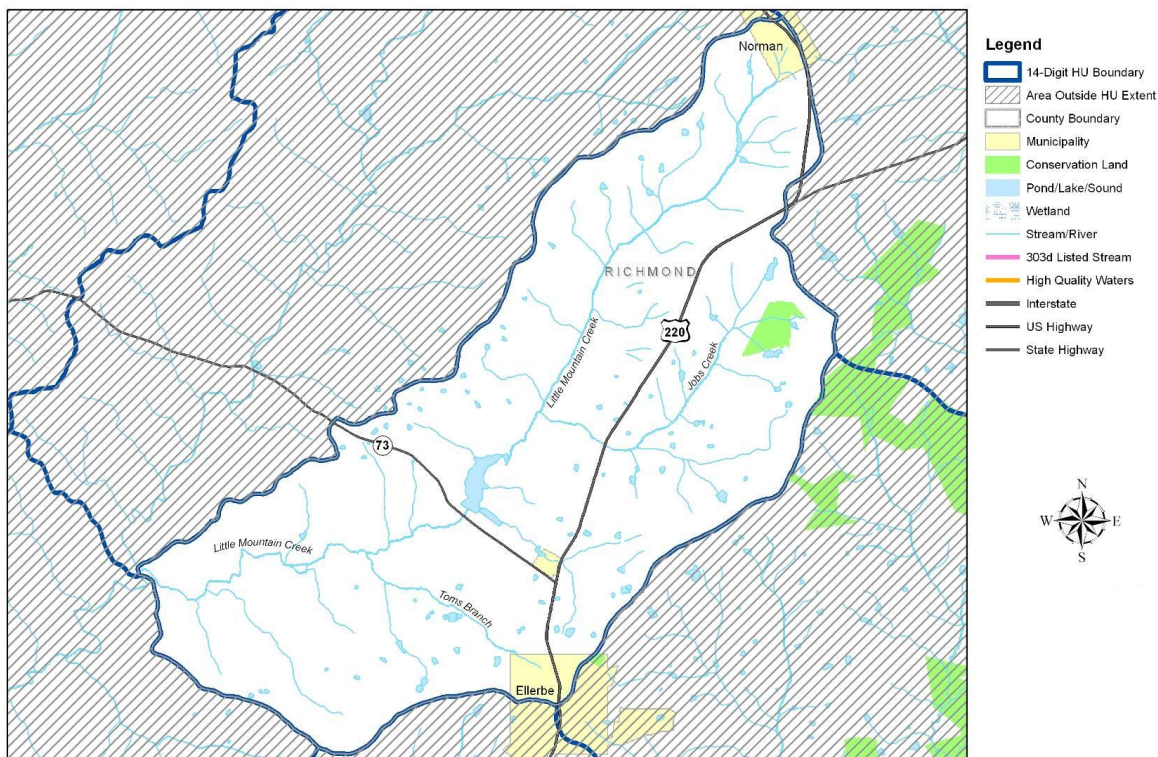 Norman
RICHMOND
Little Mountain Creek
220
Jobs Creek
73
Little Mountain Creek
Toms Branch
Ellerbe
Legend
14-Digit HU Boundary
Area Outside HU Extent
County Boundary
Municipality
Conservation Land
Pond/Lake/Sound
Wetland
Stream/River
303d Listed Stream
High Quality Waters
Interstate
US Highway
State Highway
N
W E
S